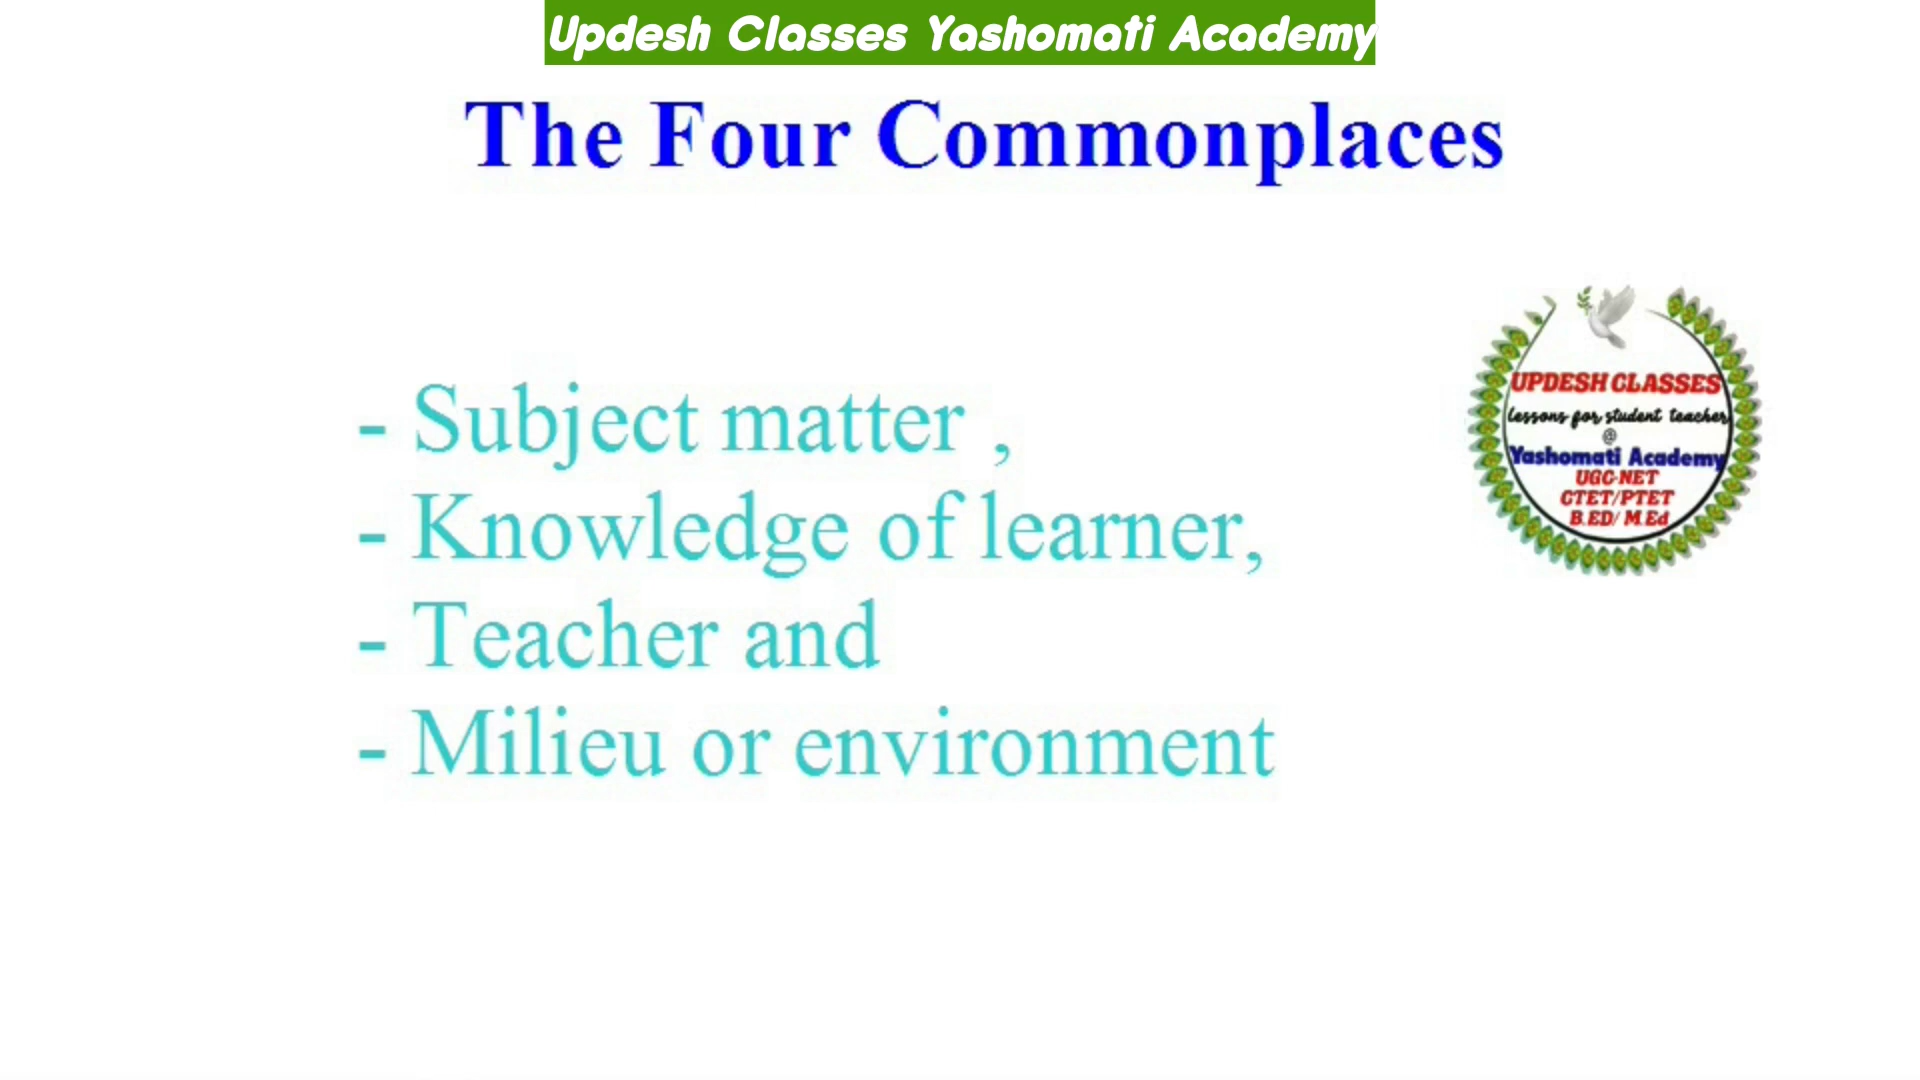 Updesh Classes Yashomati Academy
The Four Commonplaces
- Subject matter ,
- Knowledge of learner,
- Teacher and
- Milieu or environment
UPDESH CLASSES
Lessons for student teacher
@
Yashomati Academy
UGC-NET
CTET/PTET
B.ED/ M.Ed